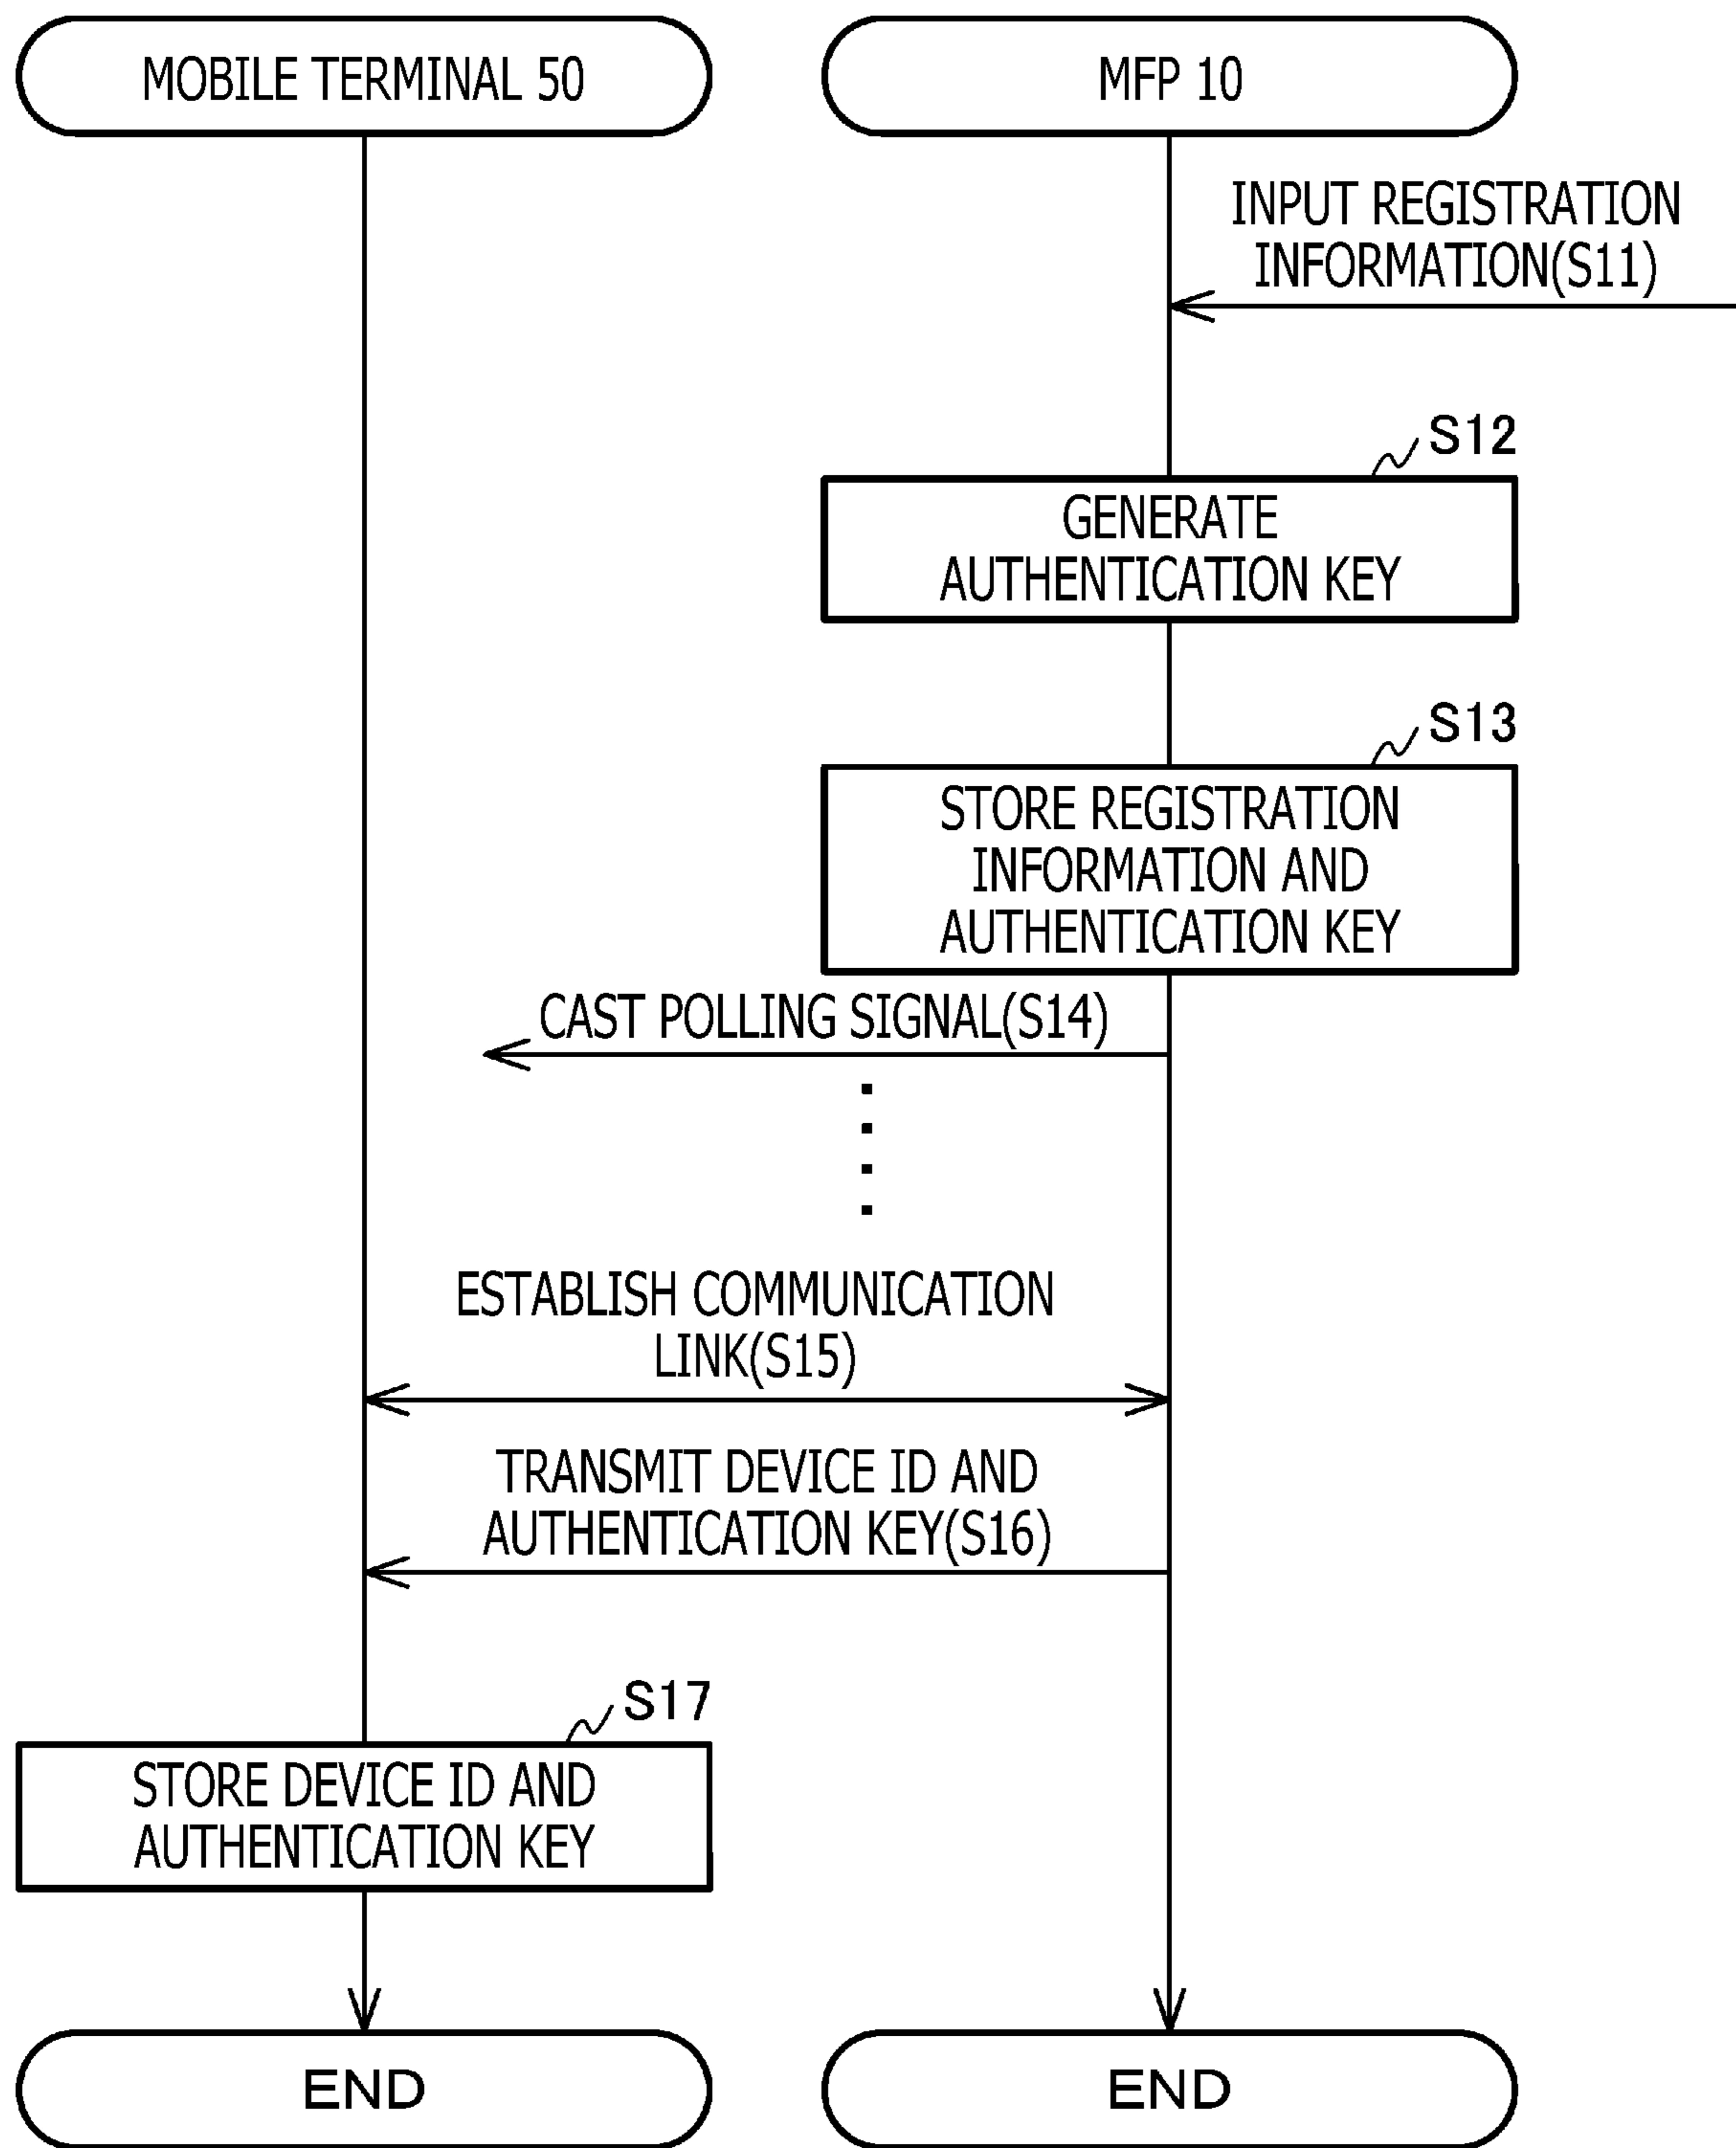 MOBILE TERMINAL 50
MFP 10
INPUT REGISTRATION
INFORMATION(S11)
S12
GENERATE
AUTHENTICATION KEY
S13
STORE REGISTRATION
INFORMATION AND
AUTHENTICATION KEY
CAST POLLING SIGNAL(S14)
ESTABLISH COMMUNICATION
LINK(S15)
TRANSMIT DEVICE ID AND
AUTHENTICATION KEY(S16)
S17
STORE DEVICE ID AND
AUTHENTICATION KEY
END
END